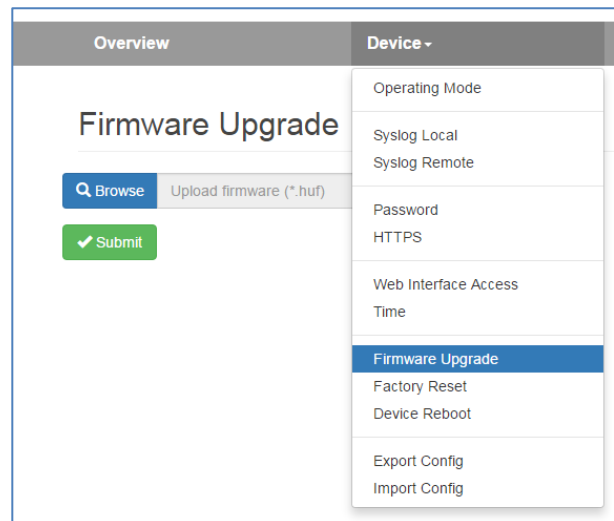 Overview
Device
Firmware Upgrade
Browse
Upload firmware (*.huf)
Submit
Operating Mode
Syslog Local
Syslog Remote
Password
HTTPS
Web Interface Access
Time
Firmware Upgrade
Factory Reset
Device Reboot
Export Config
Import Config